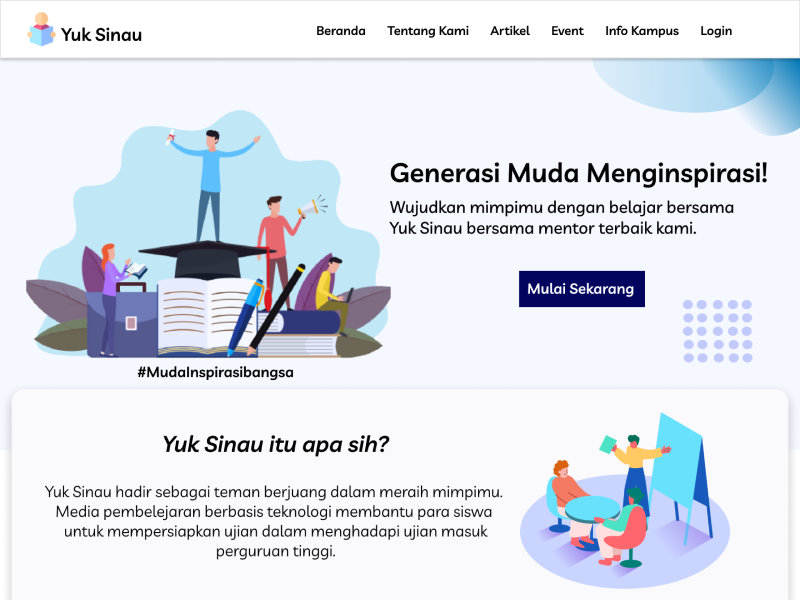 Yuk Sinau
Beranda Tentang Kami Artikel Event Info Kampus Login
Generasi Muda Menginspirasi!
Wujudkan mimpimu dengan belajar bersama
Yuk Sinau bersama mentor terbaik kami.
Mulai Sekarang
#MudaInspirasibangsa
Yuk Sinau itu apa sih?
Yuk Sinau hadir sebagai teman berjuang dalam meraih mimpimu.
Media pembelejaran berbasis teknologi membantu para siswa
untuk mempersiapkan ujian dalam menghadapi ujian masuk
perguruan tinggi.